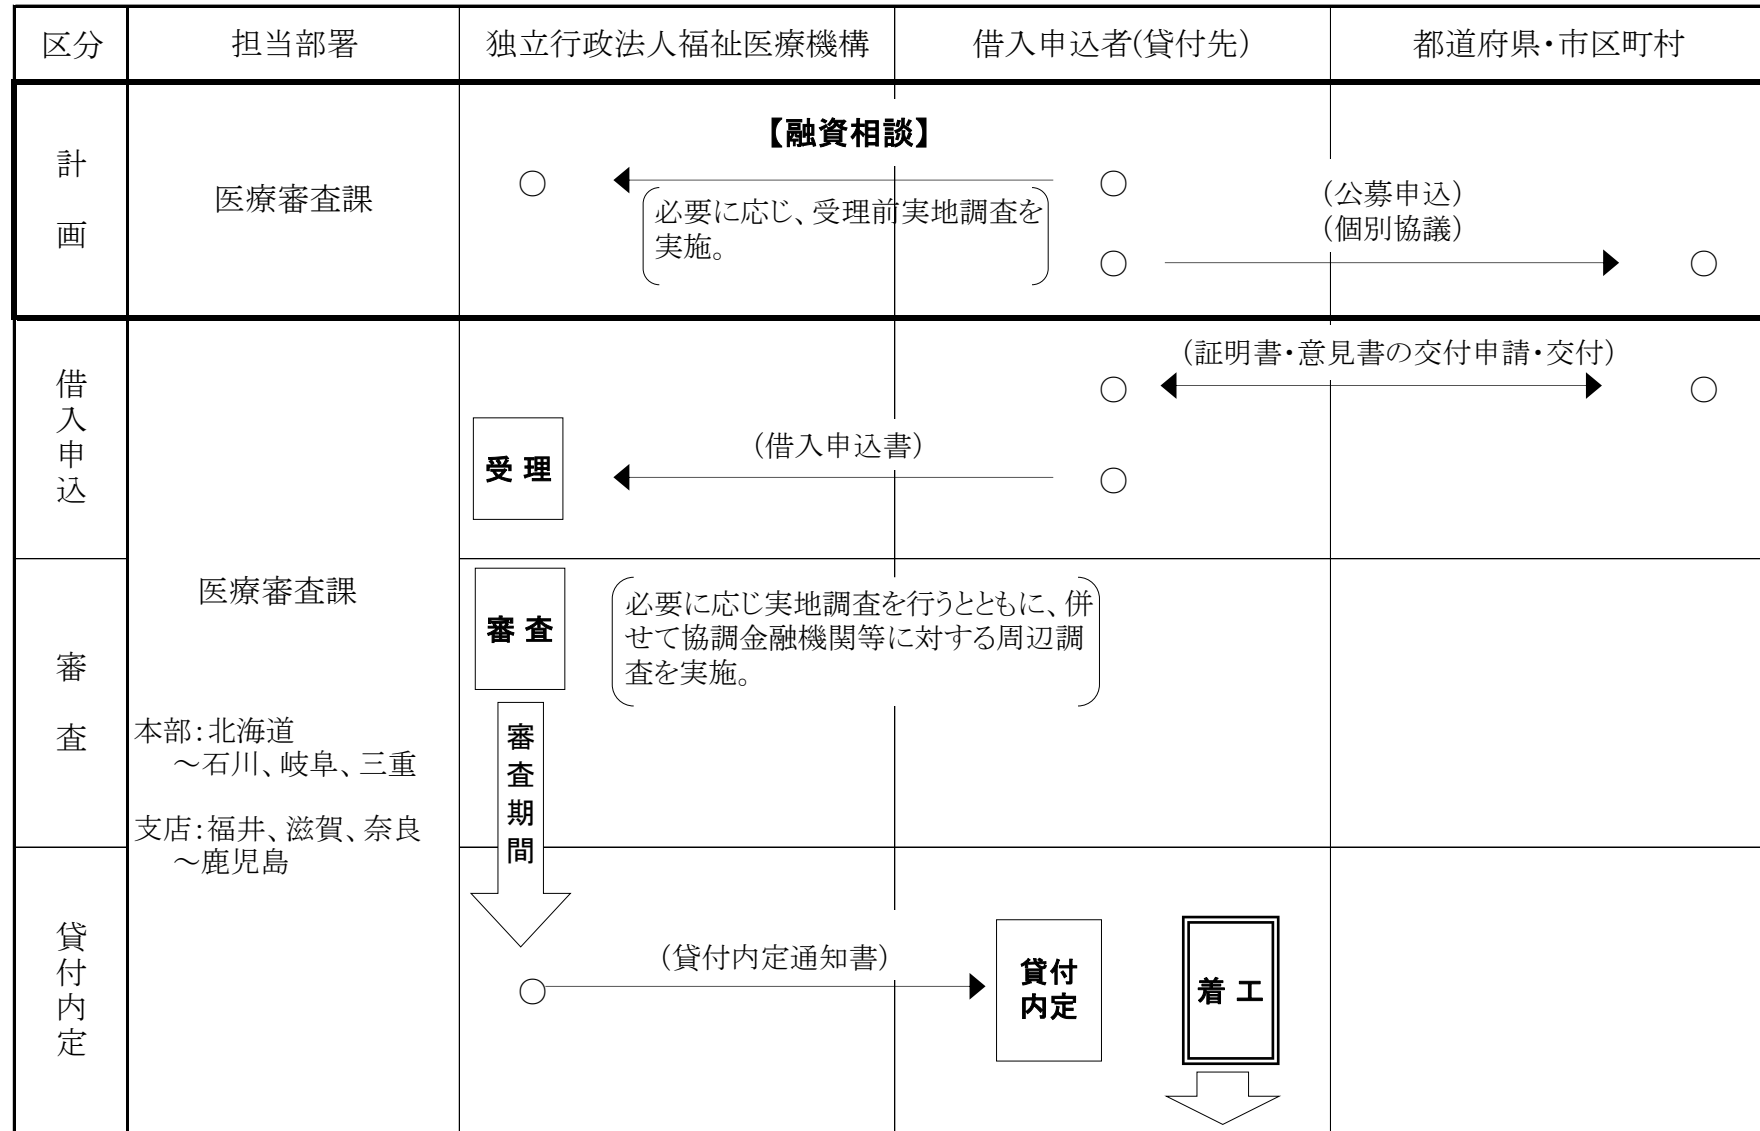 区分
担当部署
独立行政法人福祉医療機構
借入申込者(貸付先)
都道府県・市区町村
計画
医療審査課
【融資相談】
必要に応じ、受理前実地調査を
実施。
(公募申込)
(個別協議)
借入申込
(証明書・意見書の交付申請・交付)
受 理
(借入申込書)
医療審査課
本部:北海道
~石川、岐阜、三重
支店:福井、滋賀、奈良
~鹿児島
審査
審 査
必要に応じ実地調査を行うとともに、併
せて協調金融機関等に対する周辺調
査を実施。
審査期間
貸付内定
(貸付内定通知書)
貸付
内定
着 工